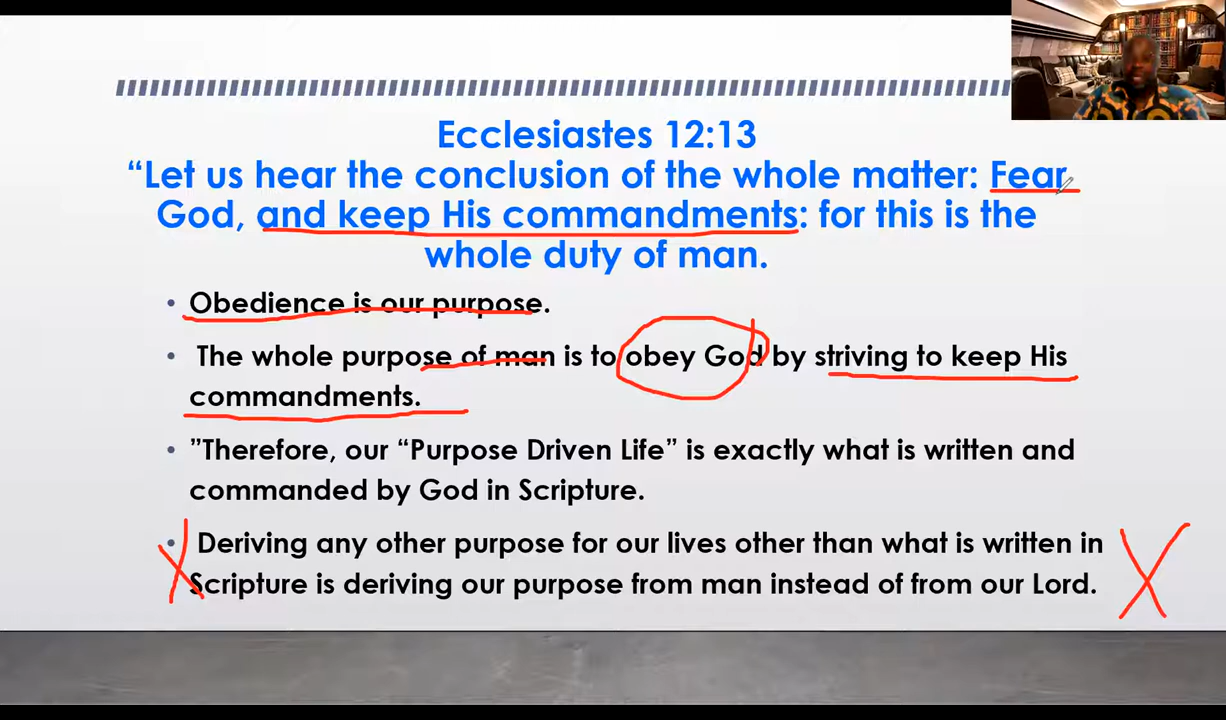 Ecclesiastes 12:13
“Let us hear the conclusion of the whole matter: Fear
God, and keep His commandments: for this is the
whole duty of man.
• Obedience is our purpose.
• The whole purpose of man is to obey God by striving to keep His
commandments.
• ”Therefore, our “Purpose Driven Life” is exactly what is written and
commanded by God in Scripture.
• Deriving any other purpose for our lives other than what is written in
Scripture is deriving our purpose from man instead of from our Lord.